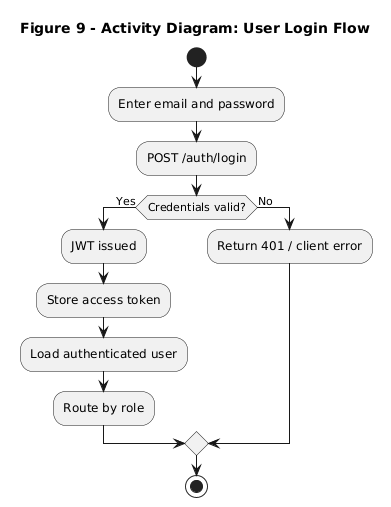 Figure 9 - Activity Diagram: User Login Flow
Enter email and password
POST /auth/login
Credentials valid?
Yes
No
JWT issued
Return 401 / client error
Store access token
Load authenticated user
Route by role